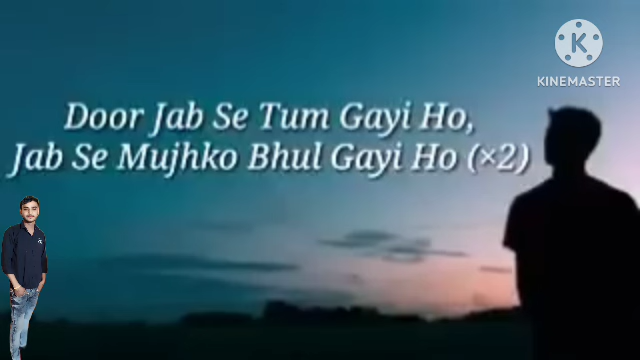 KINEMASTER
Door Jab Se Tum Gayi Ho,
Jab Se Mujhko Bhul Gayi Ho (×2)